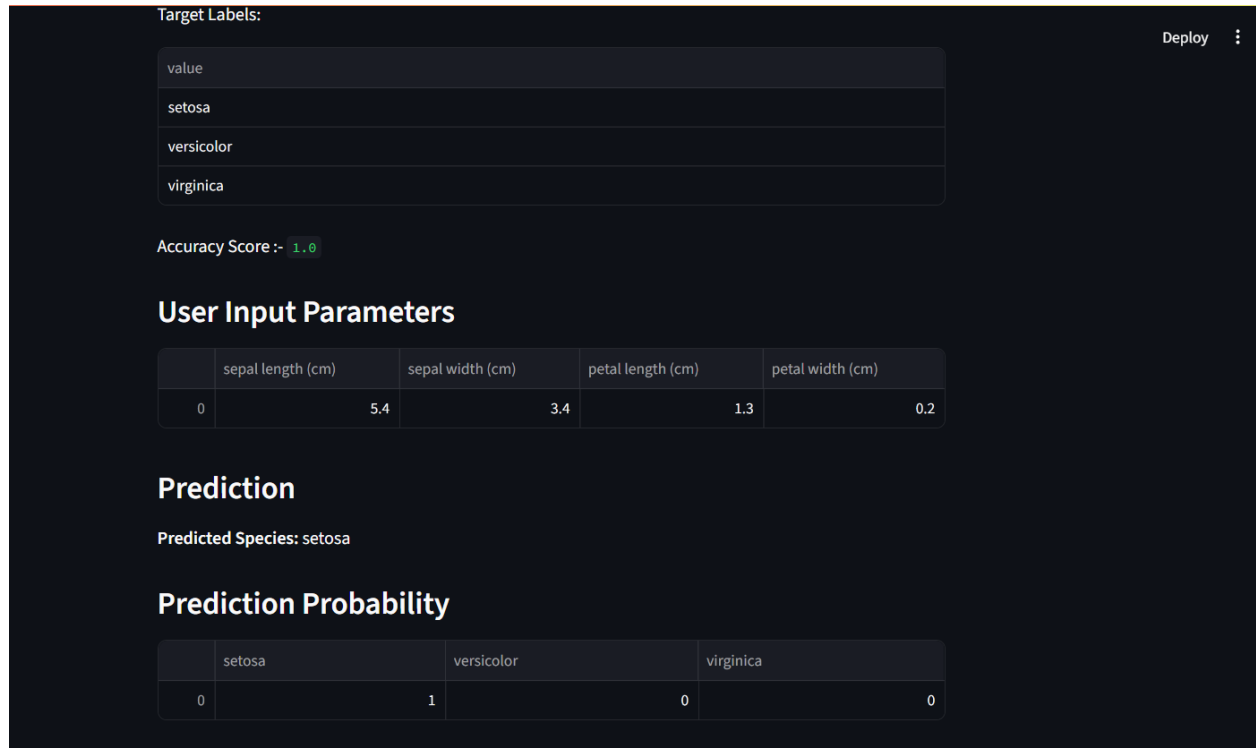 Target Labels:
Deploy
value
setosa
versicolor
virginica
Accuracy Score :- 1.0
User Input Parameters
sepal length (cm) sepal width (cm) petal length (cm) petal width (cm)
0 5.4 3.4 1.3 0.2
Prediction
Predicted Species: setosa
Prediction Probability
setosa versicolor virginica
0 1 0 0